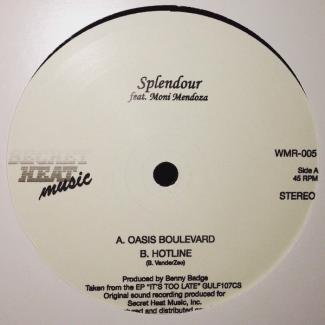 Splendour
feat. Moni Mendoza
SECRET
HEAT
music
WMR-005
Side A
45 RPM
STEREO
A. OASIS BOULEVARD
B. HOTLINE
(B. VanderZee)
Produced by Benny Badge
Taken from the EP "IT'S TOO LATE" GULF107CS
Original sound recording produced for
Secret Heat Music, Inc.
and distributed